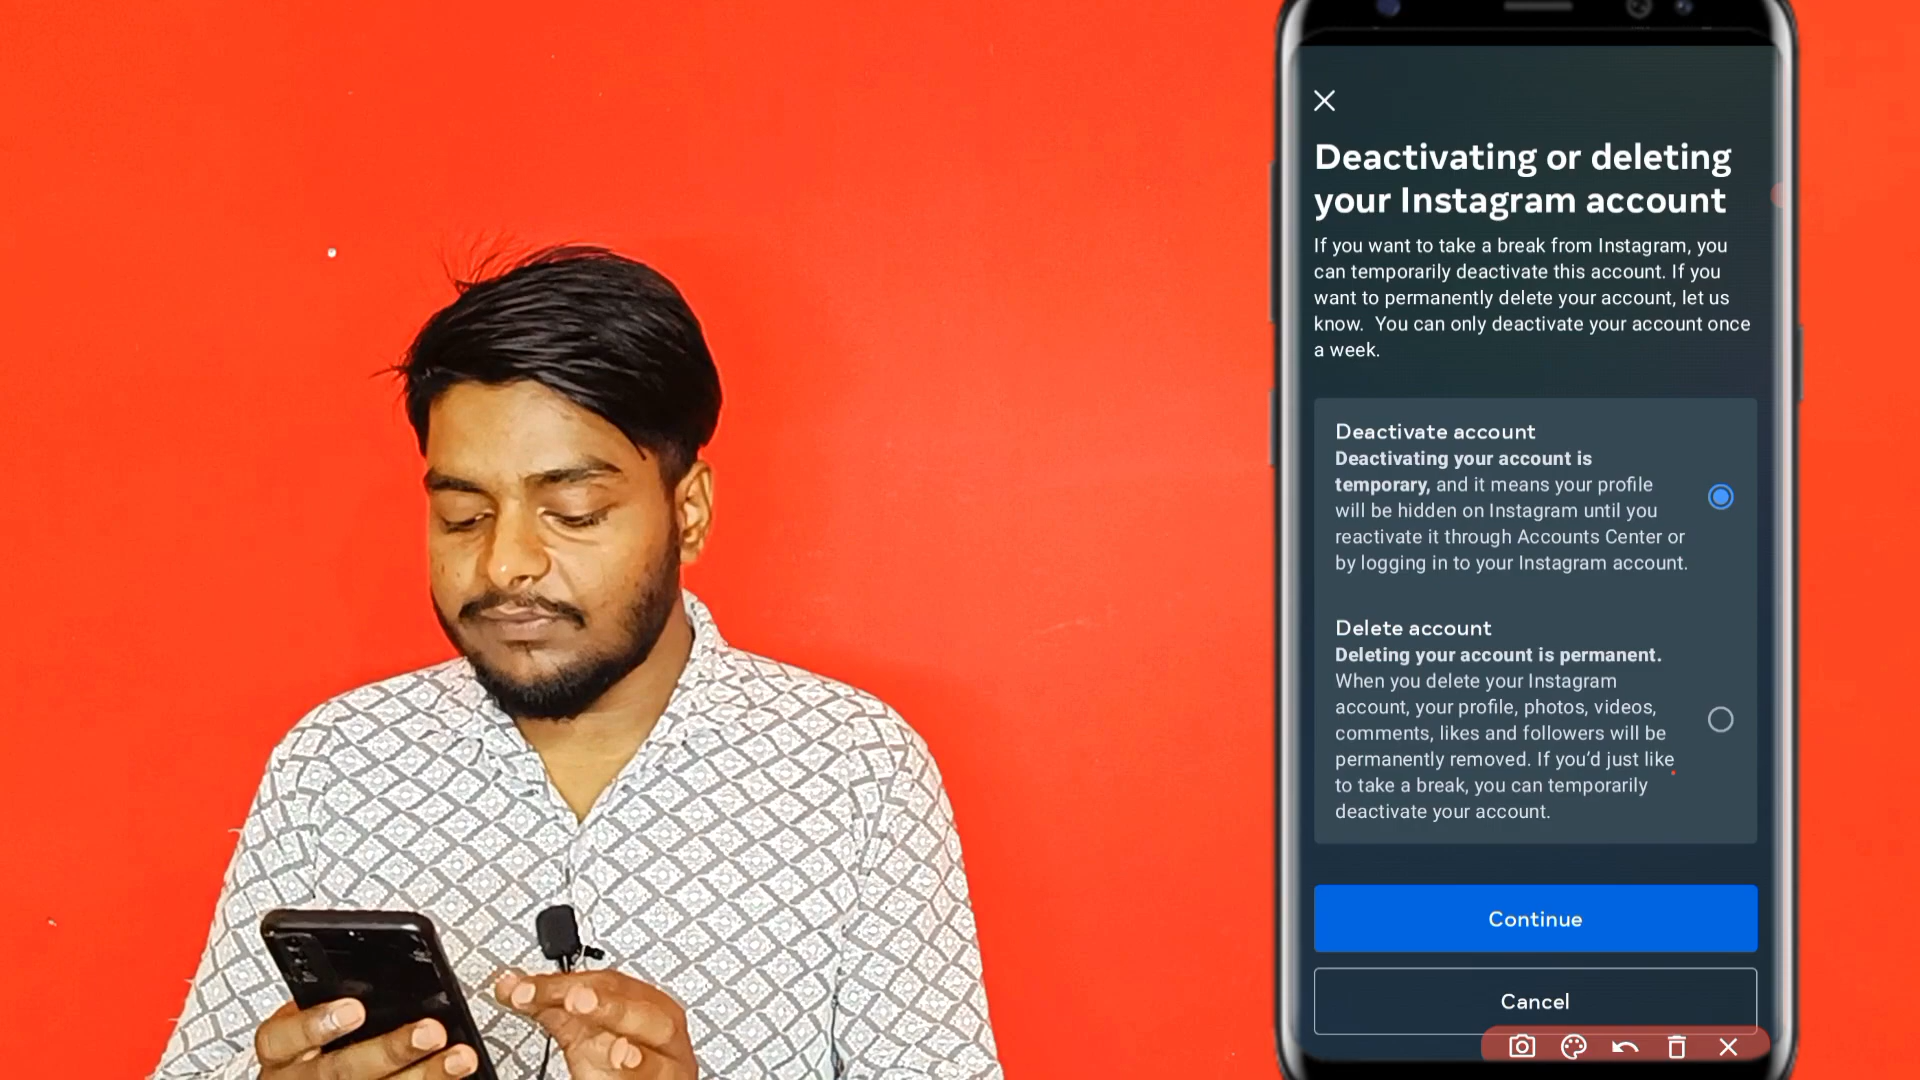 Deactivating or deleting
your Instagram account
If you want to take a break from Instagram, you
can temporarily deactivate this account. If you
want to permanently delete your account, let us
know.  You can only deactivate your account once
a week.
Deactivate account
Deactivating your account is
temporary, and it means your profile
will be hidden on Instagram until you
reactivate it through Accounts Center or
by logging in to your Instagram account.
Delete account
Deleting your account is permanent.
When you delete your Instagram
account, your profile, photos, videos,
comments, likes and followers will be
permanently removed. If you’d just like
to take a break, you can temporarily
deactivate your account.
Continue
Cancel